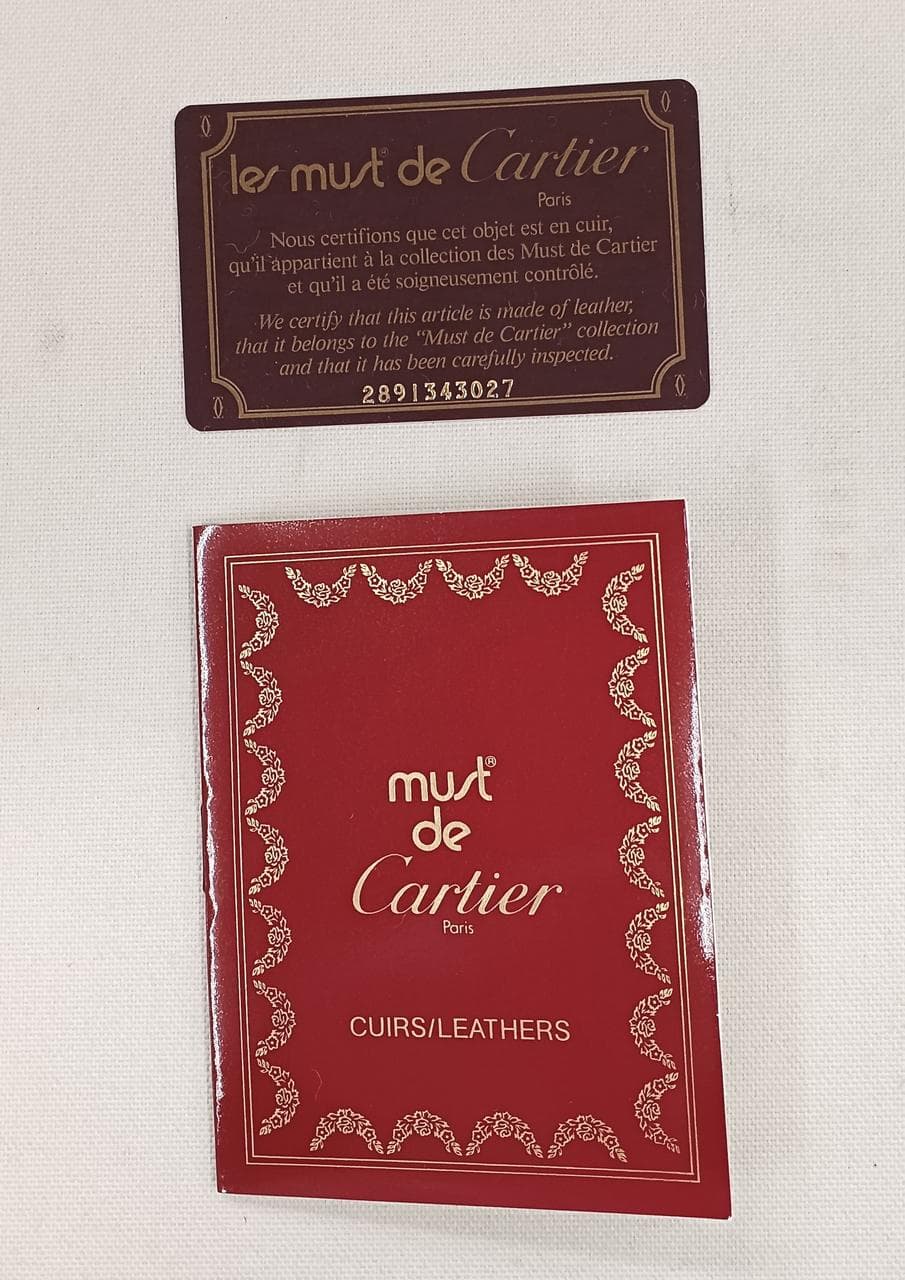 les must® de Cartier
Paris
Nous certifions que cet objet est en cuir,
qu'il appartient à la collection des Must de Cartier
et qu'il a été soigneusement contrôlé.
We certify that this article is made of leather,
that it belongs to the "Must de Cartier" collection
and that it has been carefully inspected.
2891343027
must®
de
Cartier
Paris
CUIRS/LEATHERS